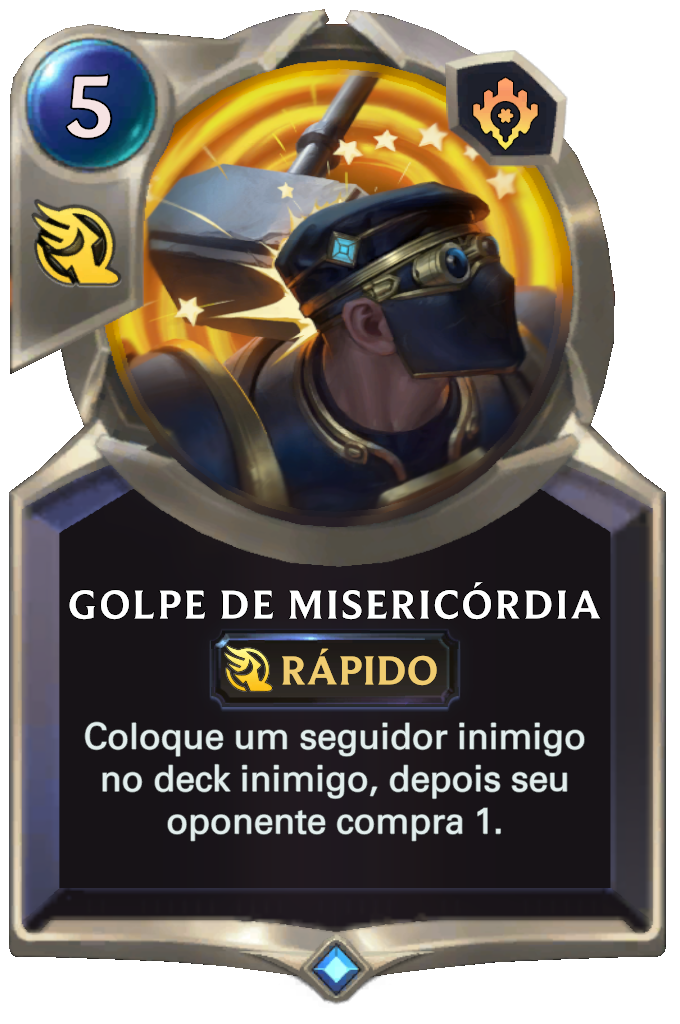 5
GOLPE DE MISERICÓRDIA
RÁPIDO
Coloque um seguidor inimigo
no deck inimigo, depois seu
oponente compra 1.